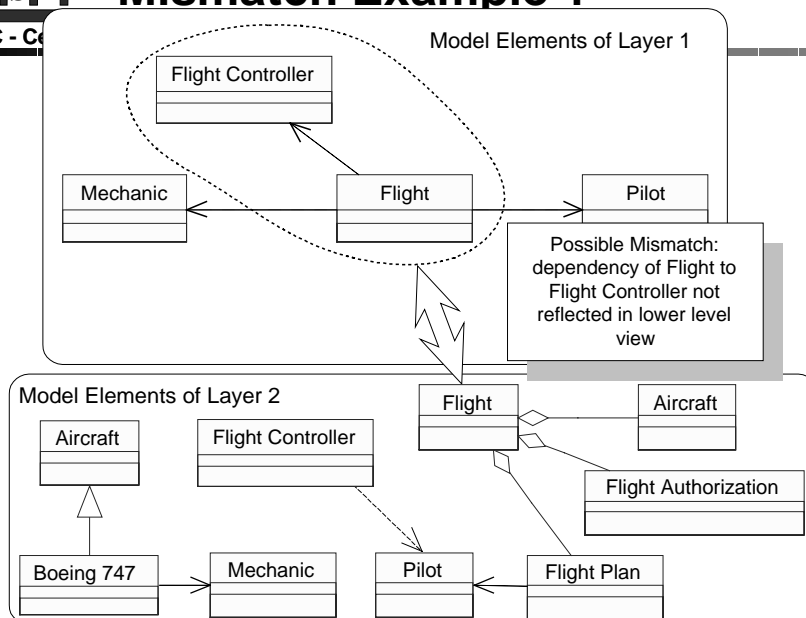 Mismatch Example 1
Model Elements of Layer 1
Flight Controller
Mechanic
Flight
Pilot
Possible Mismatch:
dependency of Flight to
Flight Controller not
reflected in lower level
view
Model Elements of Layer 2
Flight
Aircraft
Aircraft
Flight Controller
Flight Authorization
Boeing 747
Mechanic
Pilot
Flight Plan